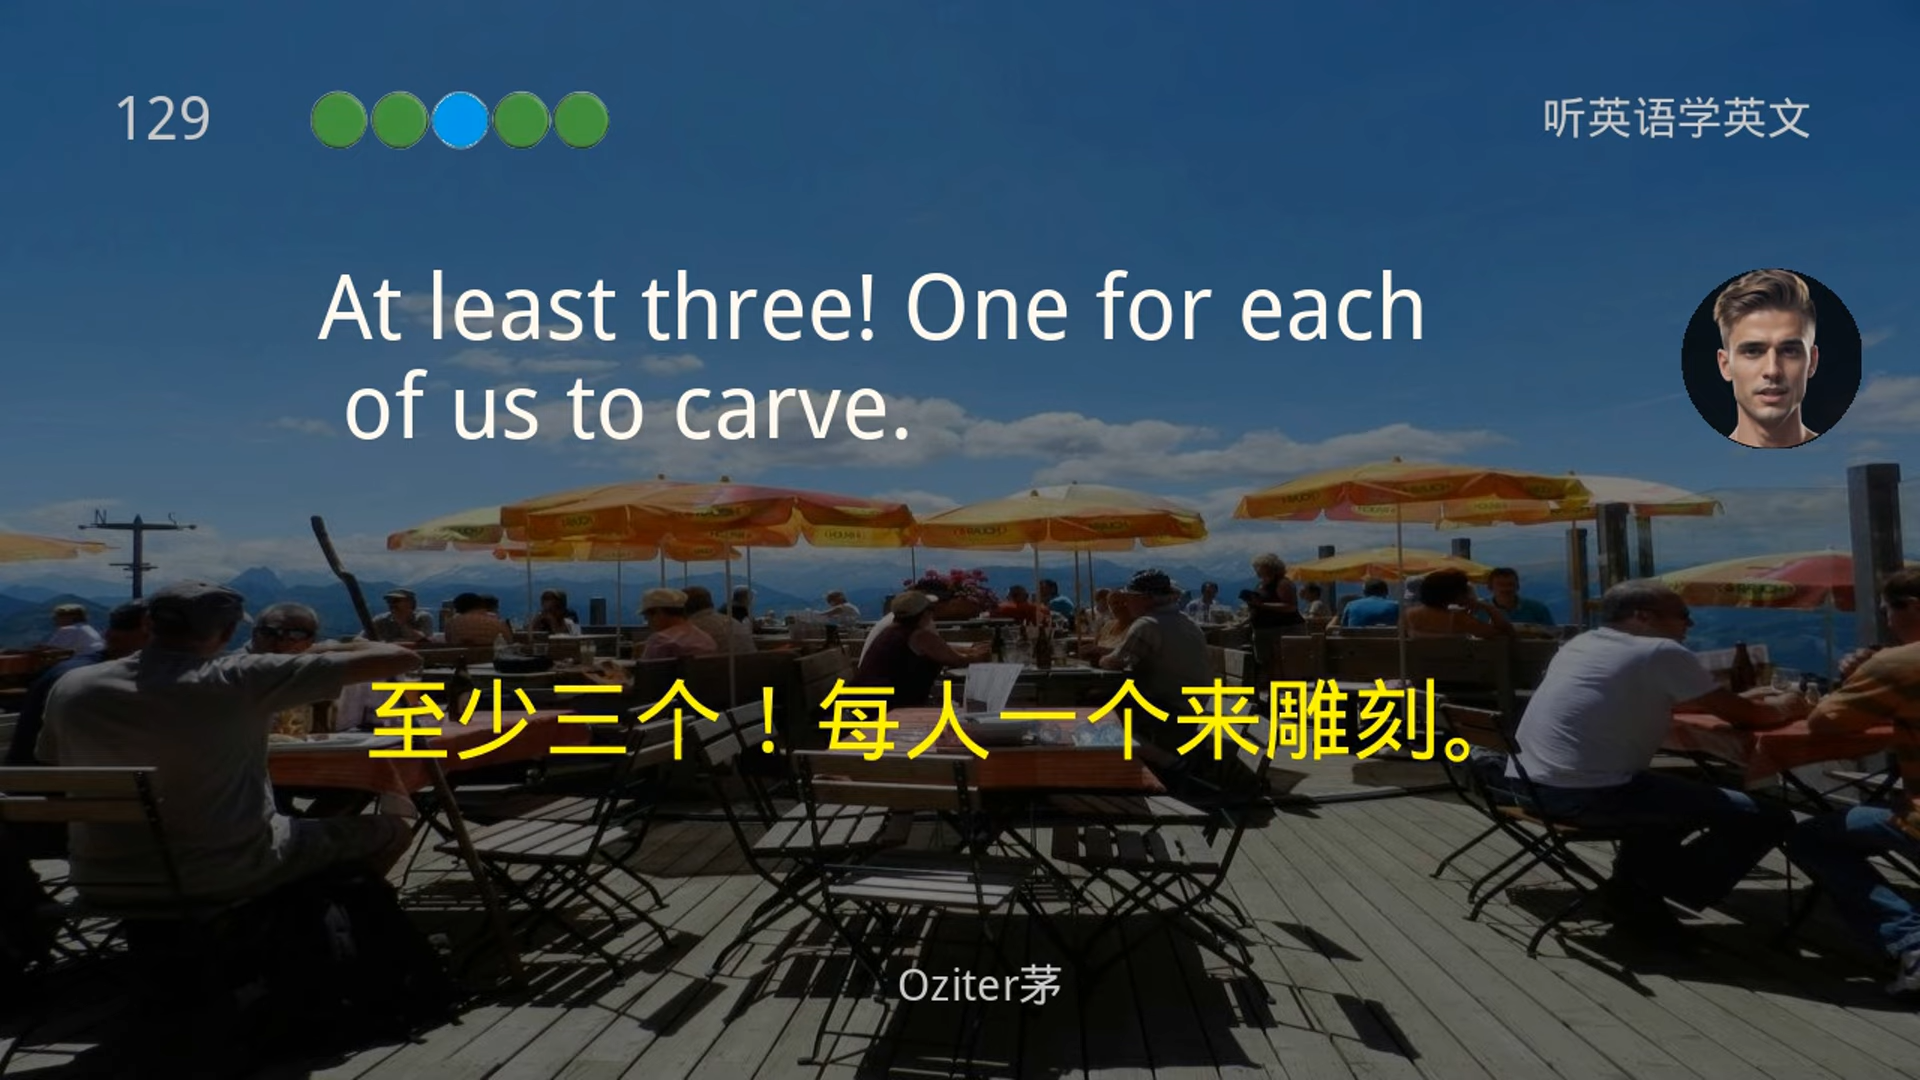 129
听英语学英文
At least three! One for each
of us to carve.
N S
至少三个！每人一个来雕刻。
Oziter茅